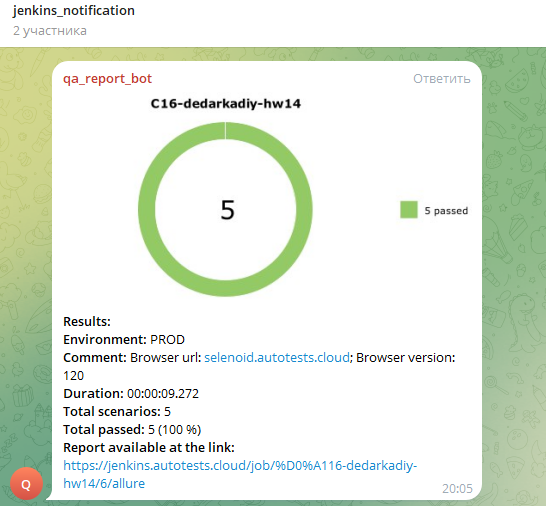 jenkins_notification
2 участника
qa_report_bot
Ответить
C16-dedarkadiy-hw14
5
5 passed
Results:
Environment: PROD
Comment: Browser url: selenoid.autotests.cloud; Browser version:
120
Duration: 00:00:09.272
Total scenarios: 5
Total passed: 5 (100 %)
Report available at the link:
https://jenkins.autotests.cloud/job/%D0%A116-dedarkadiy-
hw14/6/allure
Q
20:05